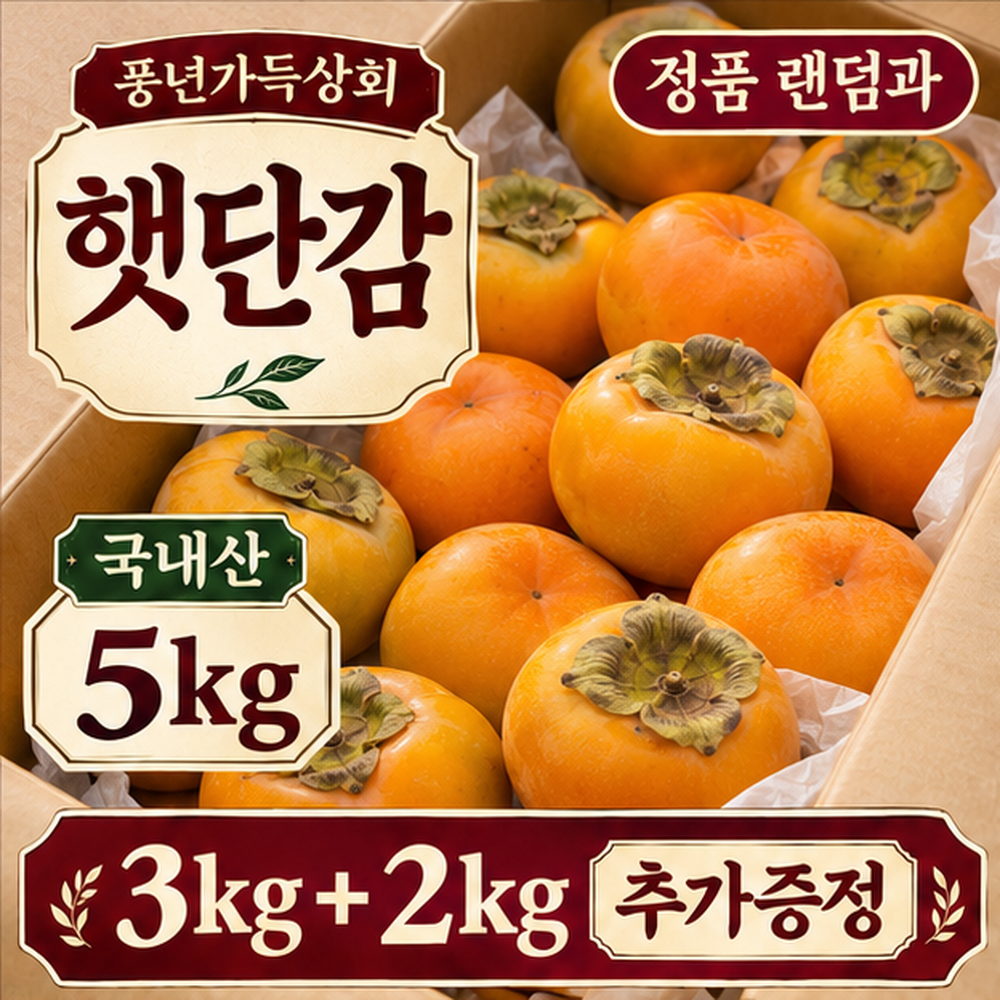 풍년가득상회
정품 랜덤과
햇단감
국내산
5kg
3kg+2kg 추가증정